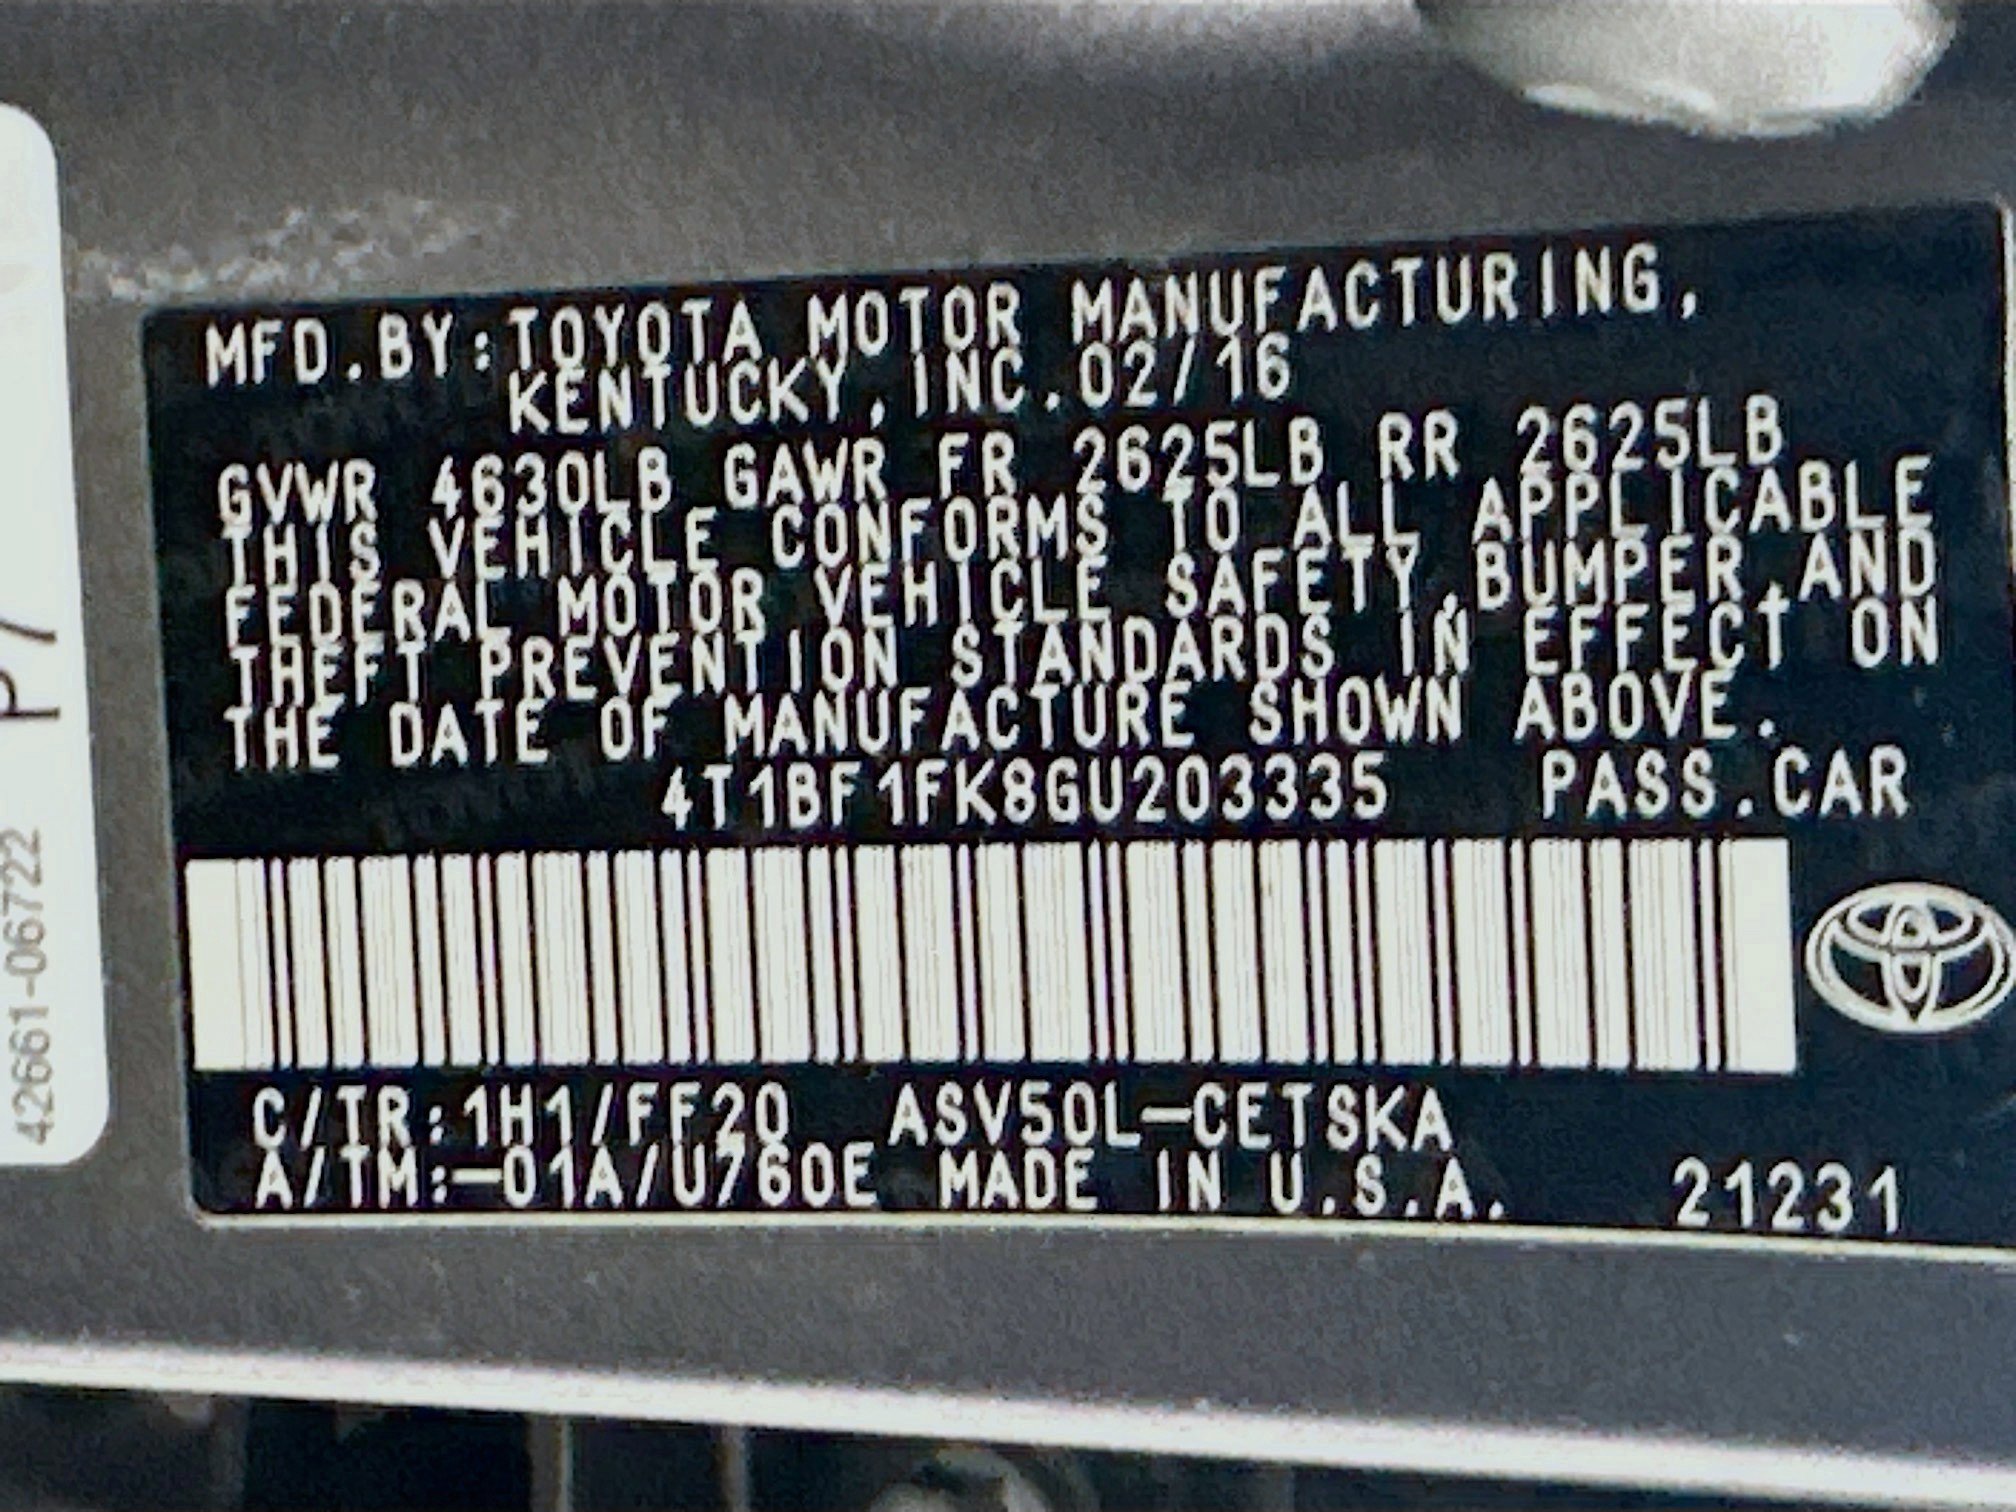 MFD.BY:TOYOTA MOTOR MANUFACTURING,
KENTUCKY, INC.02/16
GVWR 4630LB GAWR FR 2625LB RR 2625LB
THIS VEHICLE CONFORMS TO ALL APPLICABLE
FEDERAL MOTOR VEHICLE SAFETY,BUMPER,AND
THEFT PREVENTION STANDARDS IN EFFECT ON
THE DATE OF MANUFACTURE SHOWN ABOVE.
4T1BF1FK8GU203335 PASS.CAR
C/TR:1H1/FF20 ASV50L-CETSKA
A/TM:-01A/U760E MADE IN U.S.A. 21231
42661-06722